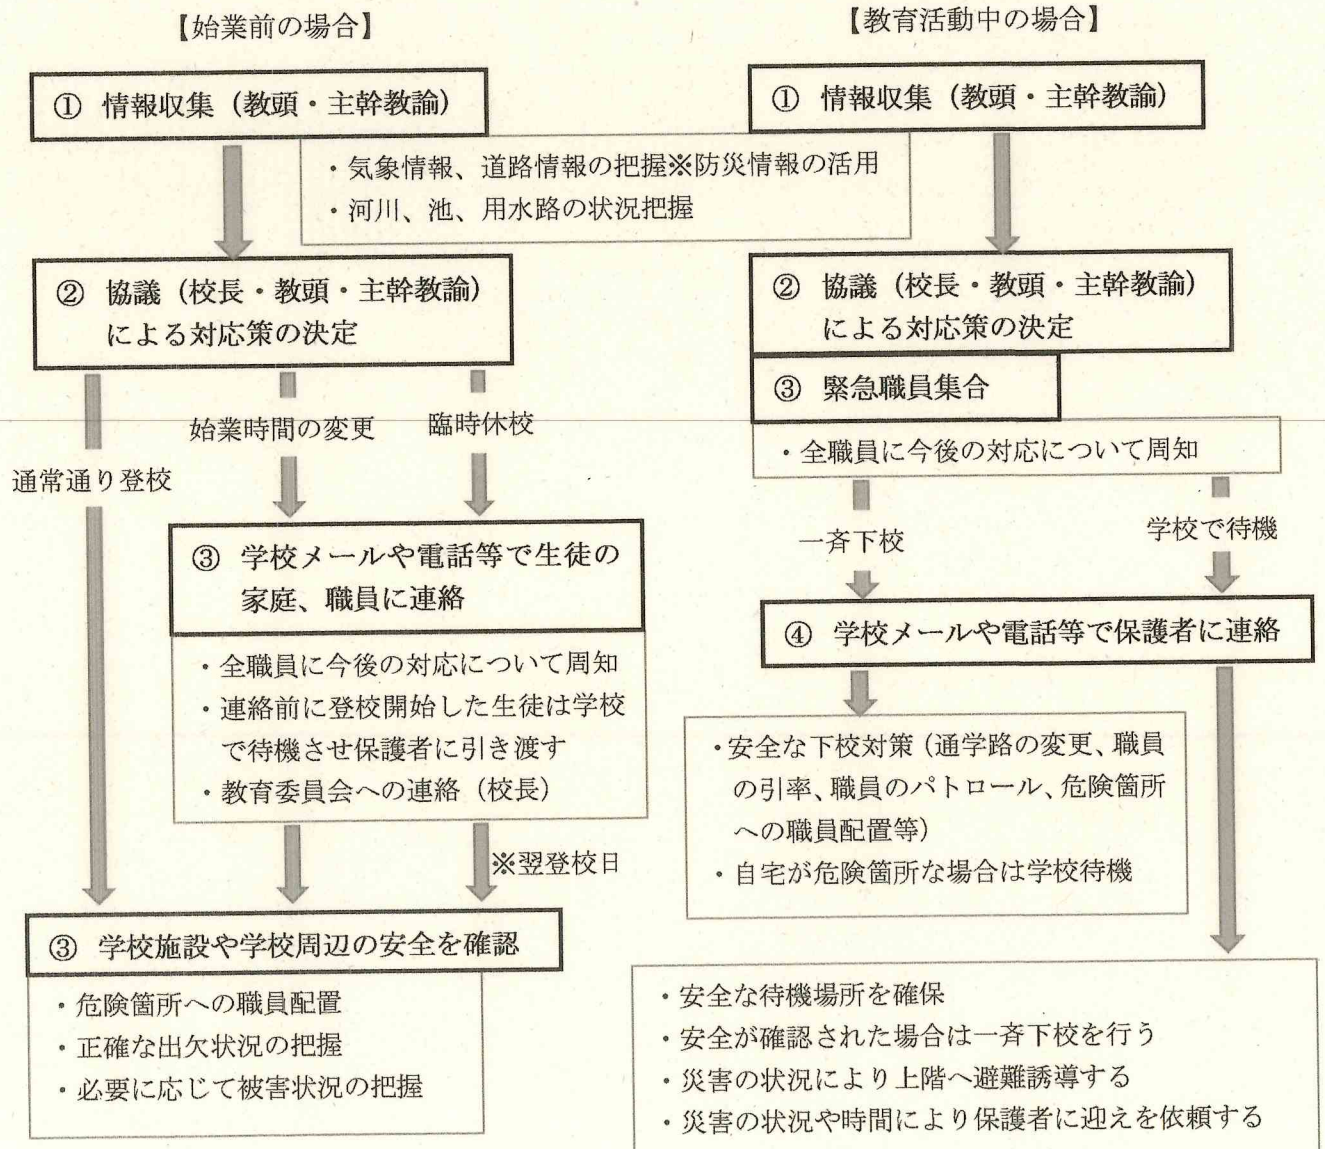 【始業前の場合】
① 情報収集（教頭・主幹教諭）
・気象情報、道路情報の把握※防災情報の活用
・河川、池、用水路の状況把握
② 協議（校長・教頭・主幹教諭）
による対応策の決定
通常通り登校
始業時間の変更
臨時休校
③ 学校メールや電話等で生徒の
家庭、職員に連絡
・全職員に今後の対応について周知
・連絡前に登校開始した生徒は学校
で待機させ保護者に引き渡す
・教育委員会への連絡（校長）
※翌登校日
③ 学校施設や学校周辺の安全を確認
・危険箇所への職員配置
・正確な出欠状況の把握
・必要に応じて被害状況の把握
【教育活動中の場合】
① 情報収集（教頭・主幹教諭）
② 協議（校長・教頭・主幹教諭）
による対応策の決定
③ 緊急職員集合
・全職員に今後の対応について周知
一斉下校
学校で待機
④ 学校メールや電話等で保護者に連絡
・安全な下校対策（通学路の変更、職員
の引率、職員のパトロール、危険箇所
への職員配置等）
・自宅が危険箇所な場合は学校待機
・安全な待機場所を確保
・安全が確認された場合は一斉下校を行う
・災害の状況により上階へ避難誘導する
・災害の状況や時間により保護者に迎えを依頼する